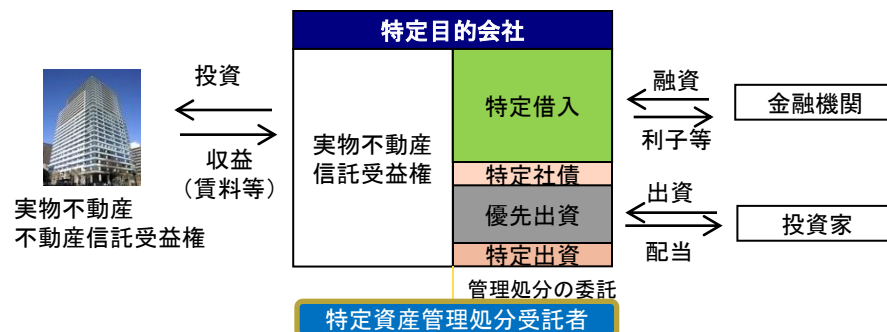 特定目的会社
投資
収益
（賃料等）
実物不動産
不動産信託受益権
実物不動産
信託受益権
特定借入
特定社債
優先出資
特定出資
融資
利子等
金融機関
出資
配当
投資家
管理処分の委託
特定資産管理処分受託者